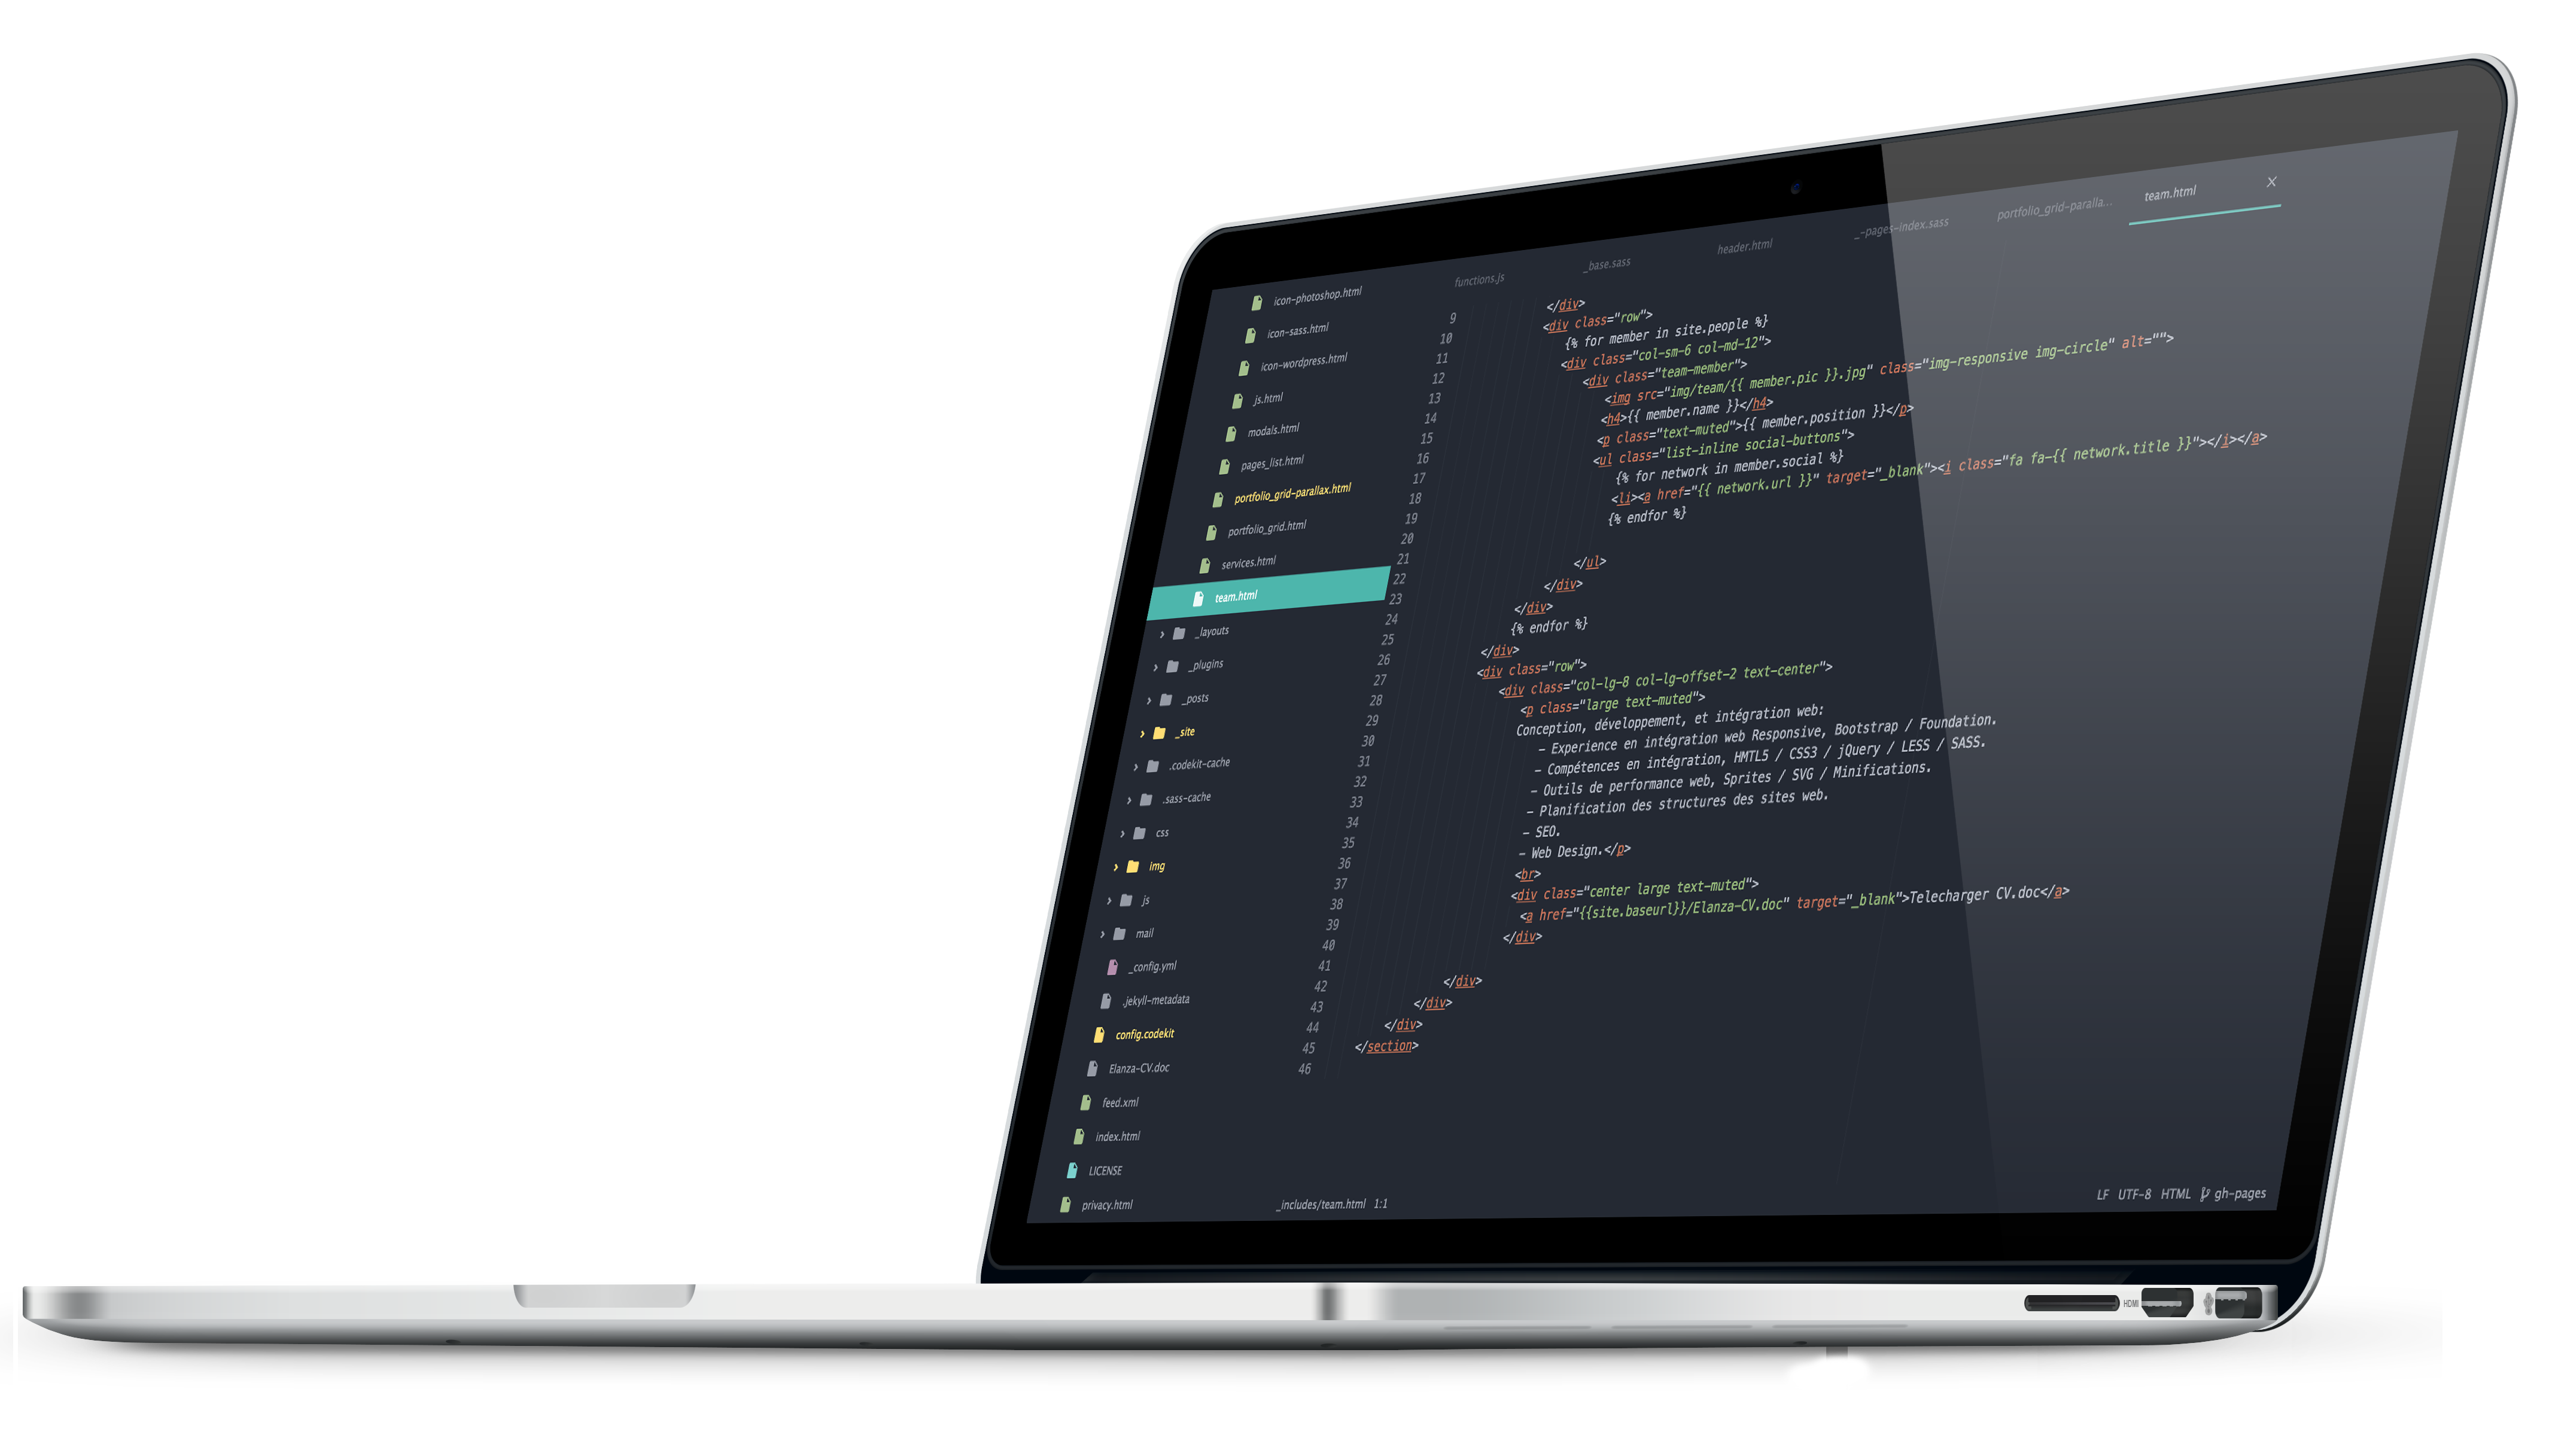 functions.js
_base.sass
header.html
_-pages-index.sass
portfolio_grid-paralla...
team.html
icon-photoshop.html
icon-sass.html
icon-wordpress.html
js.html
modals.html
pages_list.html
portfolio_grid-parallax.html
portfolio_grid.html
services.html
team.html
_layouts
_plugins
_posts
_site
.codekit-cache
.sass-cache
css
img
js
mail
_config.yml
.jekyll-metadata
config.codekit
Elanza-CV.doc
feed.xml
index.html
LICENSE
privacy.html
9
10
11
12
13
14
15
16
17
18
19
20
21
22
23
24
25
26
27
28
29
30
31
32
33
34
35
36
37
38
39
40
41
42
43
44
45
46
</div>
<div class="row">
{% for member in site.people %}
<div class="col-sm-6 col-md-12">
<div class="team-member">
<img src="img/team/{{ member.pic }}.jpg" class="img-responsive img-circle" alt="">
<h4>{{ member.name }}</h4>
<p class="text-muted">{{ member.position }}</p>
<ul class="list-inline social-buttons">
{% for network in member.social %}
<li><a href="{{ network.url }}" target="_blank"><i class="fa fa-{{ network.title }}"></i></a>
{% endfor %}
</ul>
</div>
</div>
{% endfor %}
</div>
<div class="row">
<div class="col-lg-8 col-lg-offset-2 text-center">
<p class="large text-muted">
Conception, développement, et intégration web:
– Experience en intégration web Responsive, Bootstrap / Foundation.
– Compétences en intégration, HMTL5 / CSS3 / jQuery / LESS / SASS.
– Outils de performance web, Sprites / SVG / Minifications.
– Planification des structures des sites web.
– SEO.
– Web Design.</p>
<br>
<div class="center large text-muted">
<a href="{{site.baseurl}}/Elanza-CV.doc" target="_blank">Telecharger CV.doc</a>
</div>
</div>
</div>
</div>
</section>
_includes/team.html 1:1
LF UTF-8 HTML gh-pages
HDMI